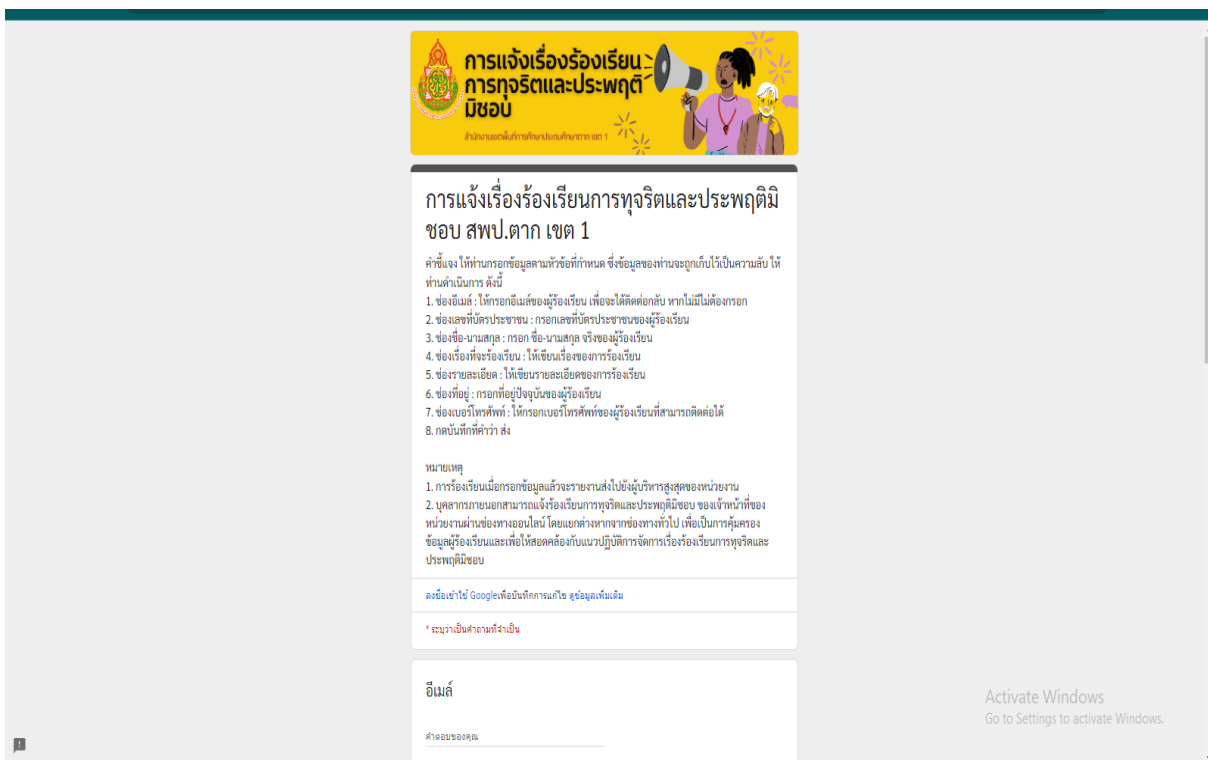 การแจ้งเรื่องร้องเรียน
การทุจริตและประพฤติ
มิชอบ
สำนักงานเขตพื้นที่การศึกษาประถมศึกษาตาก เขต 1
การแจ้งเรื่องร้องเรียนการทุจริตและประพฤติมิ
ชอบ สพป.ตาก เขต 1
คำชี้แจง ให้ท่านกรอกข้อมูลตามหัวข้อที่กำหนด ซึ่งข้อมูลของท่านจะถูกเก็บไว้เป็นความลับ ให้
ท่านดำเนินการ ดังนี้
1. ช่องอีเมล์ : ให้กรอกอีเมล์ของผู้ร้องเรียน เพื่อจะได้ติดต่อกลับ หากไม่มีไม่ต้องกรอก
2. ช่องเลขที่บัตรประชาชน : กรอกเลขที่บัตรประชาชนของผู้ร้องเรียน
3. ช่องชื่อ-นามสกุล : กรอก ชื่อ-นามสกุล จริงของผู้ร้องเรียน
4. ช่องเรื่องที่จะร้องเรียน : ให้เขียนเรื่องของการร้องเรียน
5. ช่องรายละเอียด : ให้เขียนรายละเอียดของการร้องเรียน
6. ช่องที่อยู่ : กรอกที่อยู่ปัจจุบันของผู้ร้องเรียน
7. ช่องเบอร์โทรศัพท์ : ให้กรอกเบอร์โทรศัพท์ของผู้ร้องเรียนที่สามารถติดต่อได้
8. กดบันทึกที่คำว่า ส่ง
หมายเหตุ
1. การร้องเรียนเมื่อกรอกข้อมูลแล้วจะรายงานส่งไปยังผู้บริหารสูงสุดของหน่วยงาน
2. บุคลากรภายนอกสามารถแจ้งร้องเรียนการทุจริตและประพฤติมิชอบ ของเจ้าหน้าที่ของ
หน่วยงานผ่านช่องทางออนไลน์ โดยแยกต่างหากจากช่องทางทั่วไป เพื่อเป็นการคุ้มครอง
ข้อมูลผู้ร้องเรียนและเพื่อให้สอดคล้องกับแนวปฏิบัติการจัดการเรื่องร้องเรียนการทุจริตและ
ประพฤติมิชอบ
ลงชื่อเข้าใช้ Googleเพื่อบันทึกการแก้ไข ดูข้อมูลเพิ่มเติม
* ระบุว่าเป็นคำถามที่จำเป็น
อีเมล์
คำตอบของคุณ
Activate Windows
Go to Settings to activate Windows.